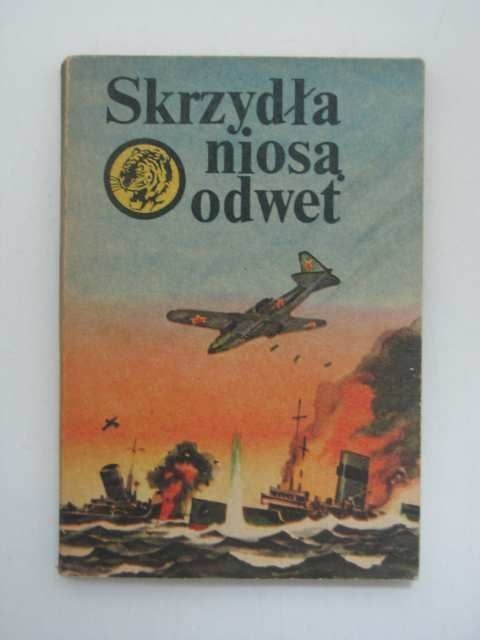 Skrzydła
niosą
odwet